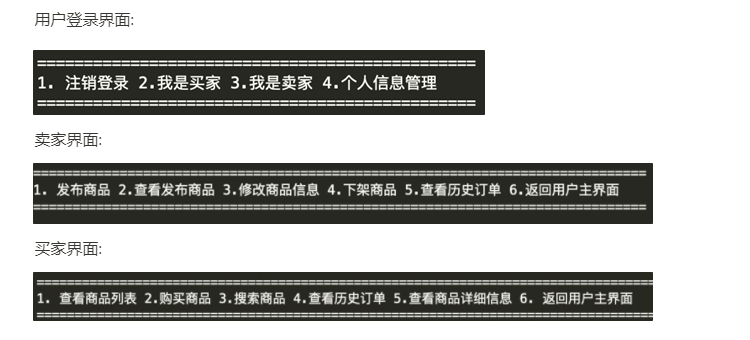 用户登录界面:
===============================================
1. 注销登录 2.我是买家 3.我是卖家 4.个人信息管理
===============================================
卖家界面:
================================================================================
1. 发布商品 2.查看发布商品 3.修改商品信息 4.下架商品 5.查看历史订单 6.返回用户主界面
================================================================================
买家界面:
================================================================================
1. 查看商品列表 2.购买商品 3.搜索商品 4.查看历史订单 5.查看商品详细信息 6. 返回用户主界面
================================================================================